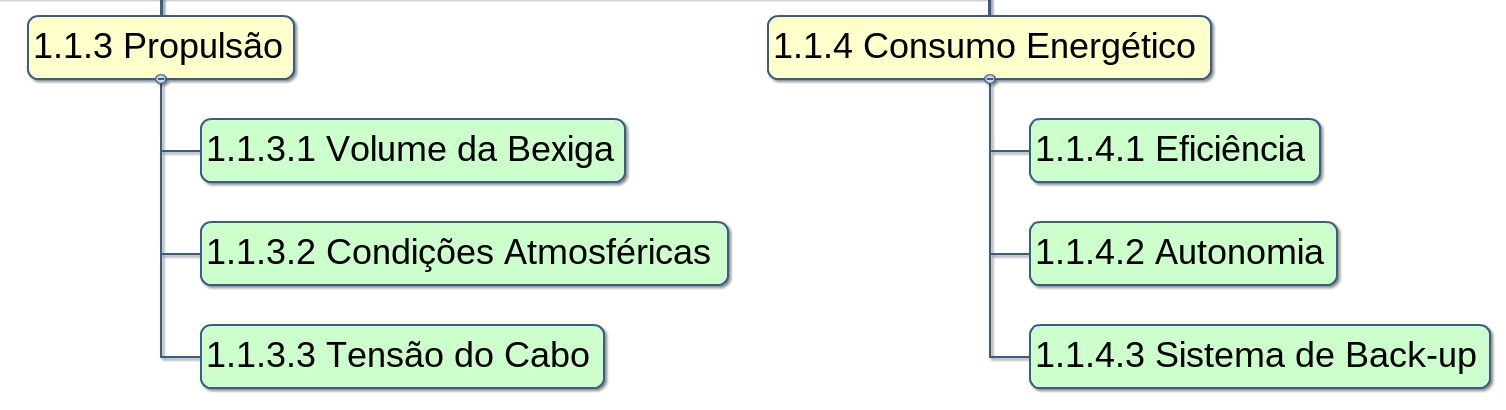 1.1.3 Propulsão
1.1.3.1 Volume da Bexiga
1.1.3.2 Condições Atmosféricas
1.1.3.3 Tensão do Cabo
1.1.4 Consumo Energético
1.1.4.1 Eficiência
1.1.4.2 Autonomia
1.1.4.3 Sistema de Back-up